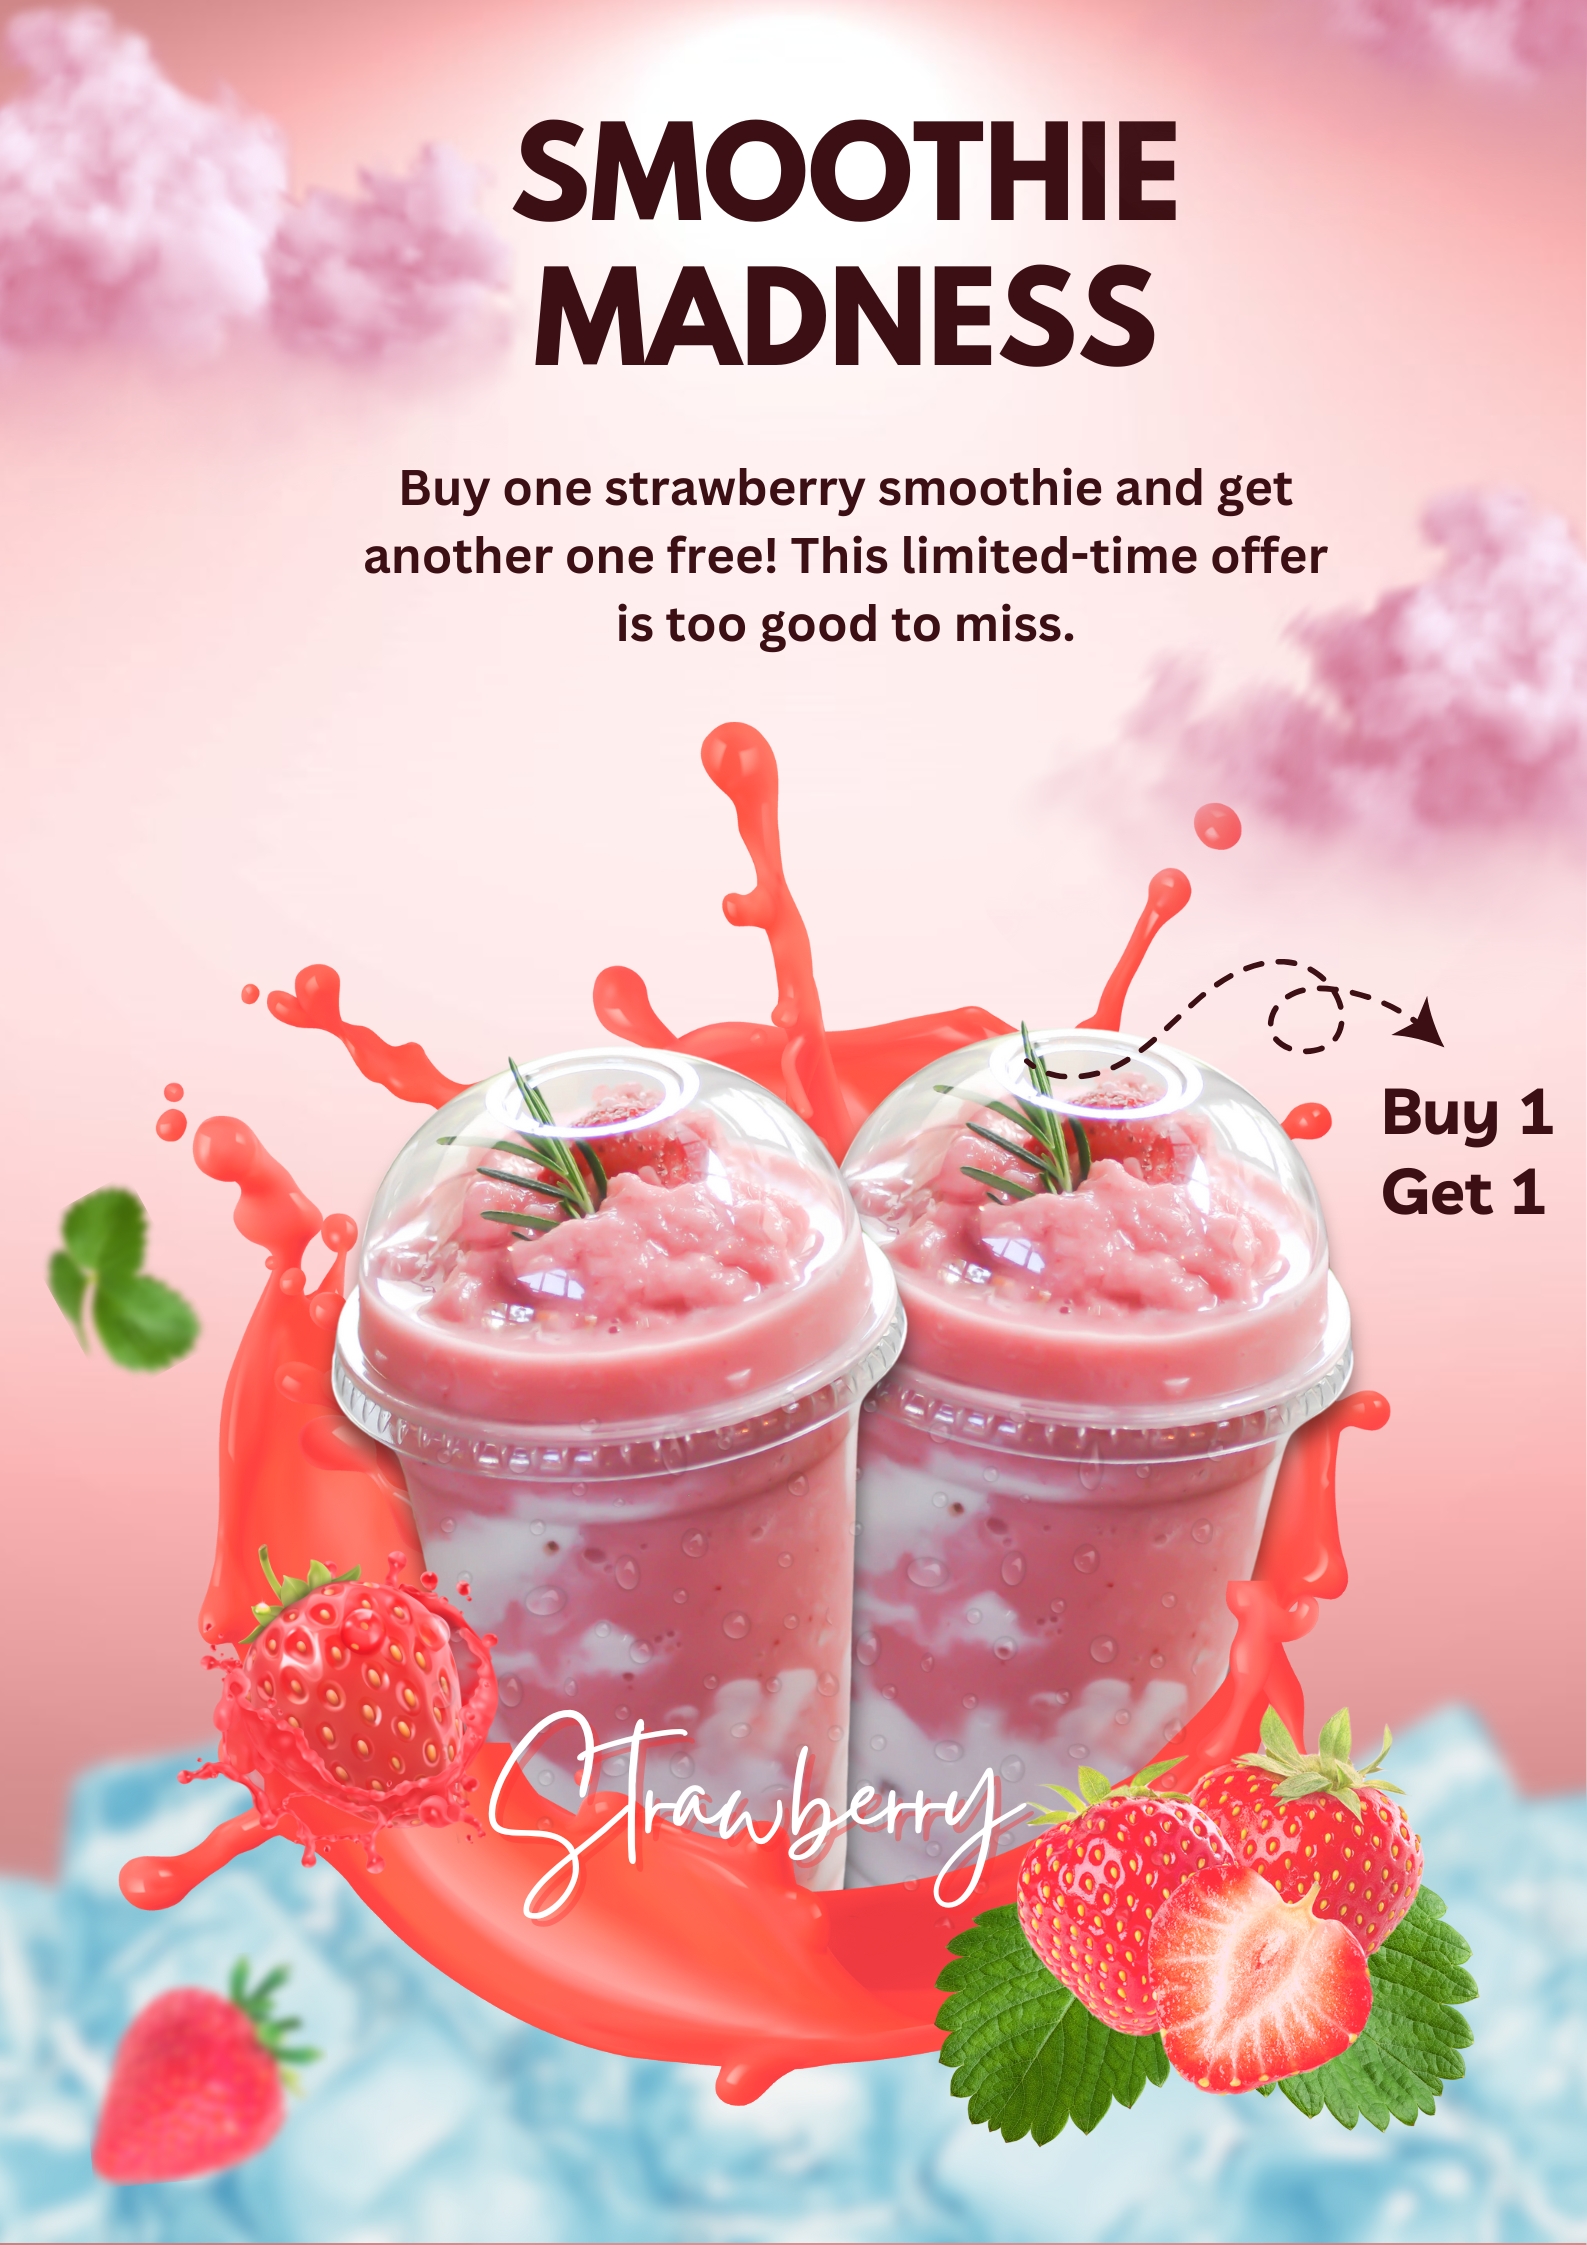 SMOOTHIE
MADNESS
Buy one strawberry smoothie and get
another one free! This limited-time offer
is too good to miss.
Buy 1
Get 1
Strawberry